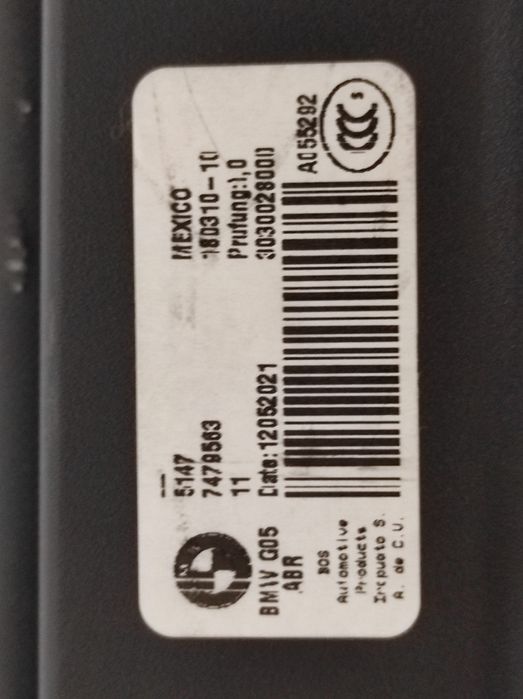 5147 MEXICO
7479563 180310-10
11 Prufung:1,0
Date:12052021 30300280000
BMW G05
ABR
A055292
S
BOS
Automotive
Products
Irapuato S.
A. de C.V.